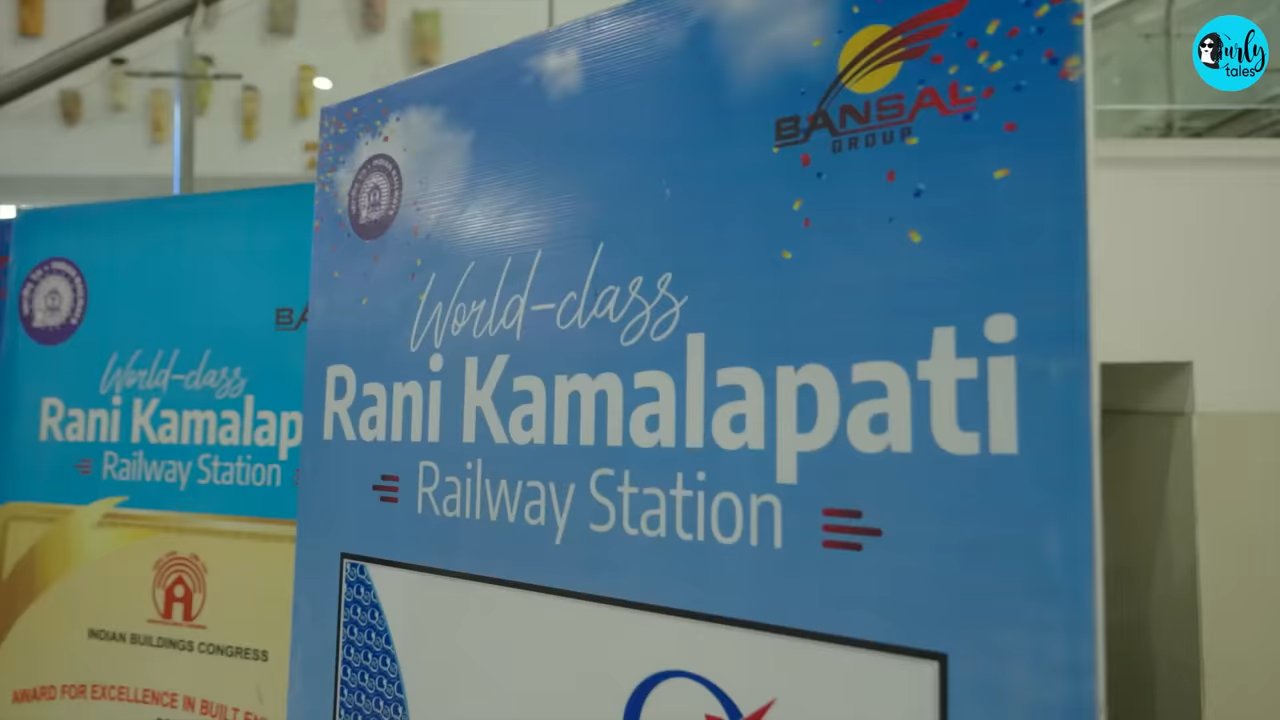 Curly
tales
BANSAL
GROUP
World-class
Rani Kamalapati
Railway Station
BA
World-class
Rani Kamalap
Railway Station
INDIAN BUILDINGS CONGRESS
AWARD FOR EXCELLENCE IN BUILT